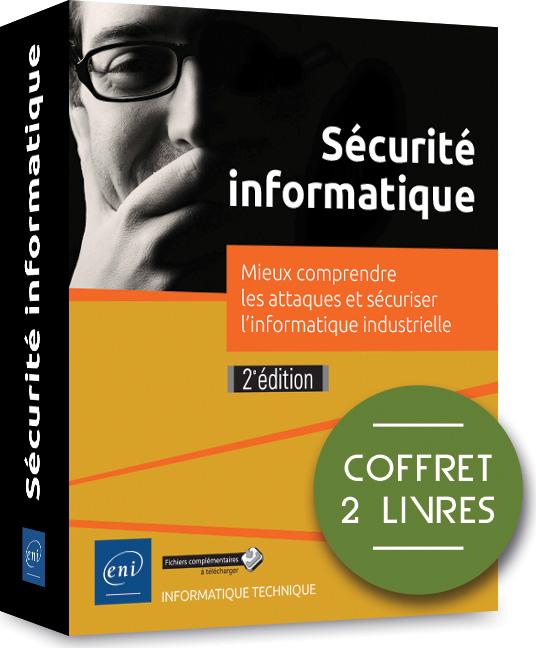 Sécurité informatique
eni
Sécurité
informatique
Mieux comprendre
les attaques et sécuriser
l'informatique industrielle
2e édition
COFFRET
2 LIVRES
eni
Fichiers complémentaires
à télécharger
INFORMATIQUE TECHNIQUE